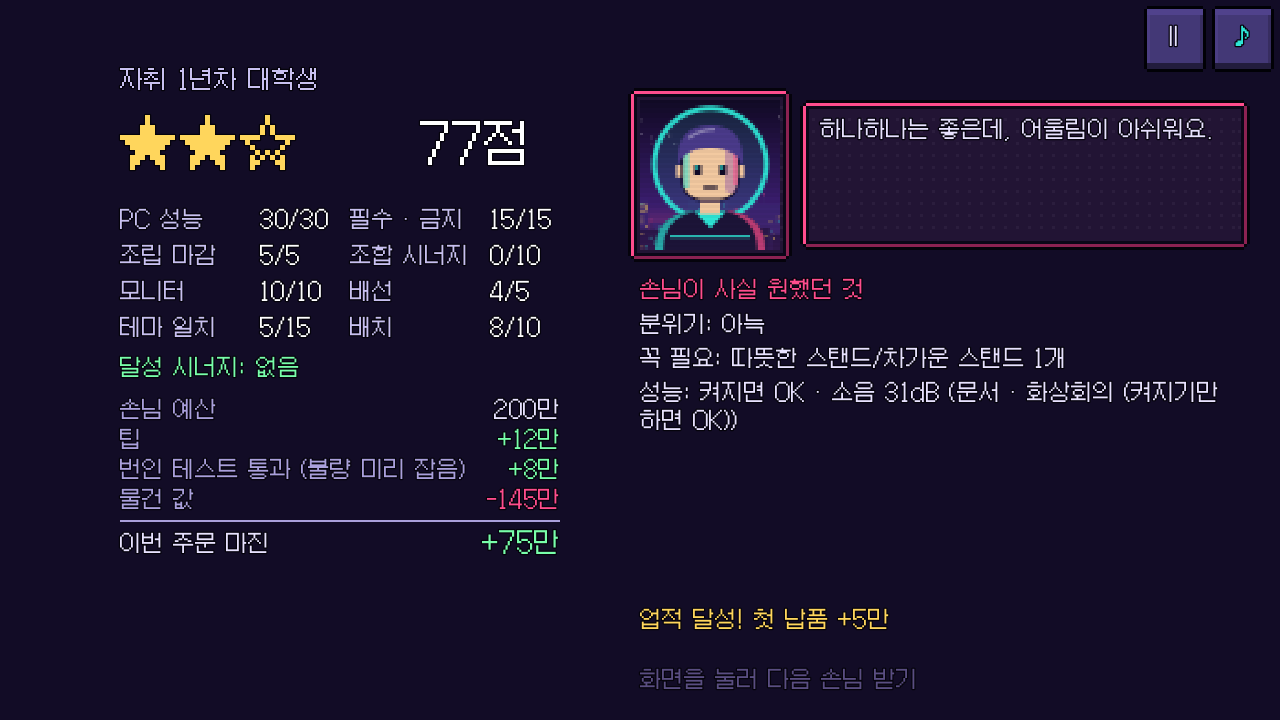 자취 1년차 대학생
77점
PC 성능 30/30 필수 · 금지 15/15
조립 마감 5/5 조합 시너지 0/10
모니터 10/10 배선 4/5
테마 일치 5/15 배치 8/10
달성 시너지: 없음
손님 예산 200만
팁 +12만
번인 테스트 통과 (불량 미리 잡음) +8만
물건 값 -145만
이번 주문 마진 +75만
하나하나는 좋은데, 어울림이 아쉬워요.
손님이 사실 원했던 것
분위기: 아늑
꼭 필요: 따뜻한 스탠드/차가운 스탠드 1개
성능: 켜지면 OK · 소음 31dB (문서 · 화상회의 (켜지기만
하면 OK))
업적 달성! 첫 납품 +5만
화면을 눌러 다음 손님 받기